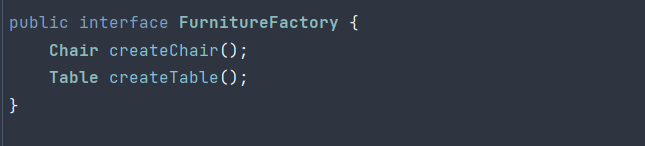 public interface FurnitureFactory {
    Chair createChair();
    Table createTable();
}